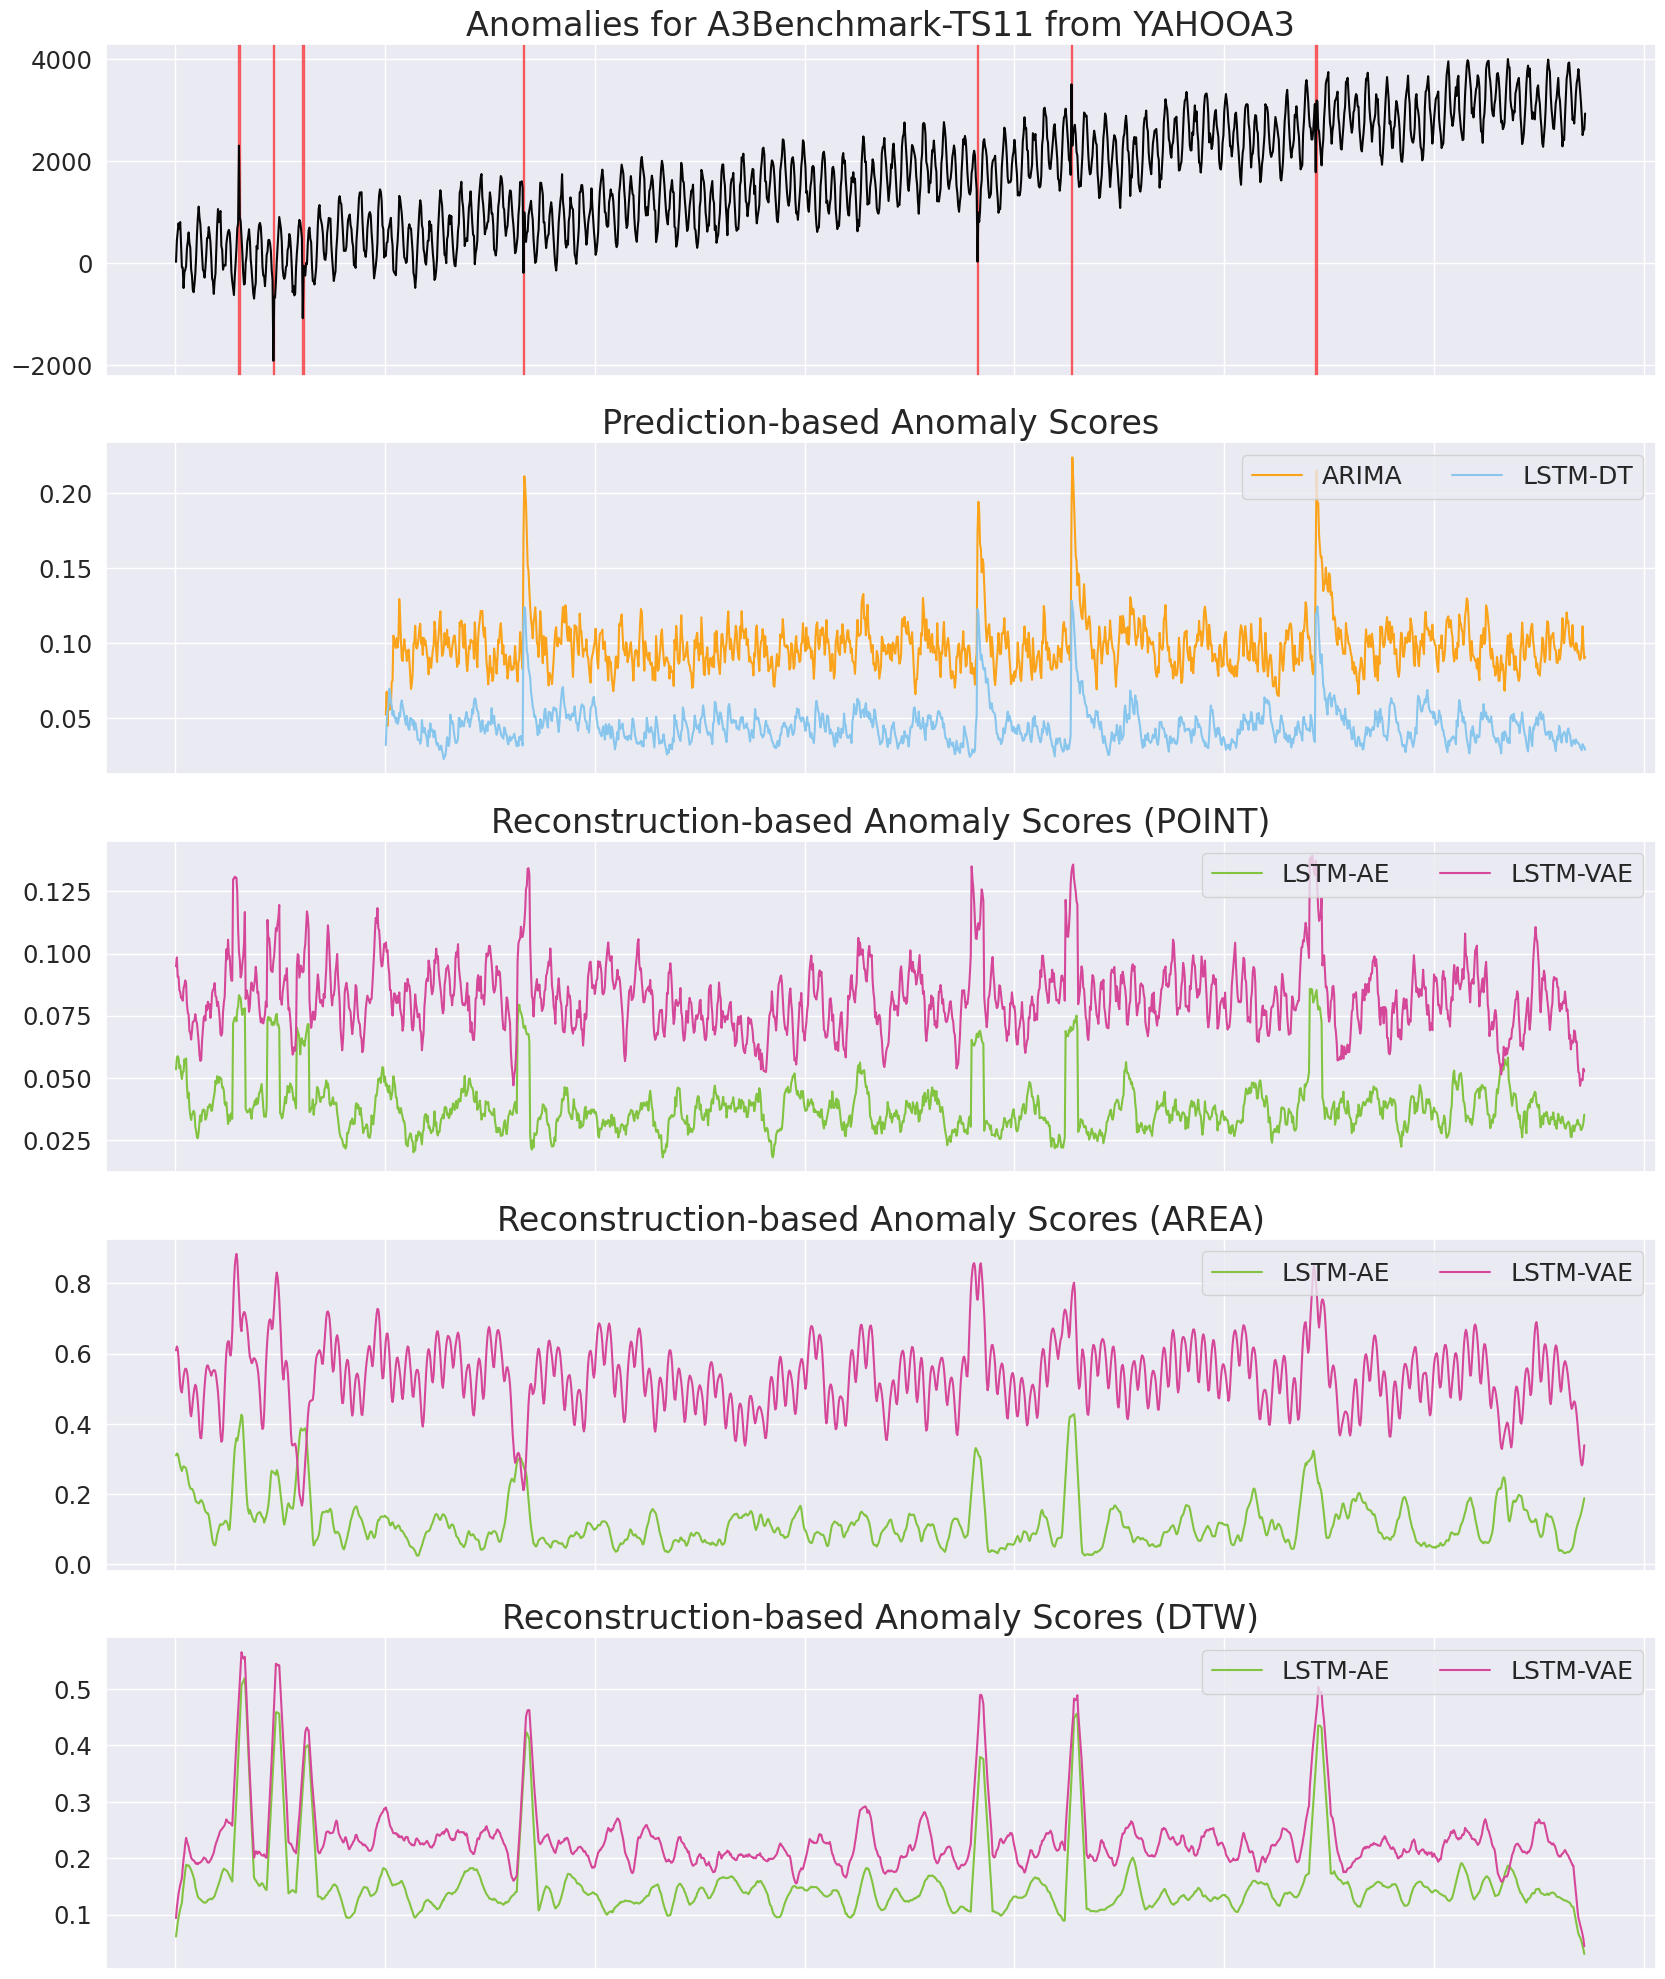 Anomalies for A3Benchmark-TS11 from YAHOOA3
4000
2000
0
−2000
Prediction-based Anomaly Scores
ARIMA LSTM-DT
0.20
0.15
0.10
0.05
Reconstruction-based Anomaly Scores (POINT)
LSTM-AE LSTM-VAE
0.125
0.100
0.075
0.050
0.025
Reconstruction-based Anomaly Scores (AREA)
LSTM-AE LSTM-VAE
0.8
0.6
0.4
0.2
0.0
Reconstruction-based Anomaly Scores (DTW)
LSTM-AE LSTM-VAE
0.5
0.4
0.3
0.2
0.1